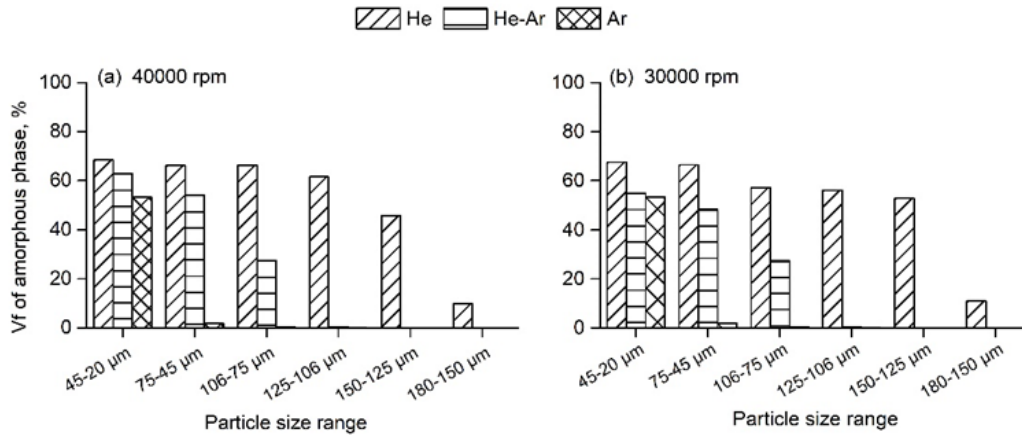 He He-Ar Ar
(a) 40000 rpm
Vf of amorphous phase, %
100
80
60
40
20
0
45-20 µm
75-45 µm
106-75 µm
125-106 µm
150-125 µm
180-150 µm
Particle size range
(b) 30000 rpm
100
80
60
40
20
0
45-20 µm
75-45 µm
106-75 µm
125-106 µm
150-125 µm
180-150 µm
Particle size range